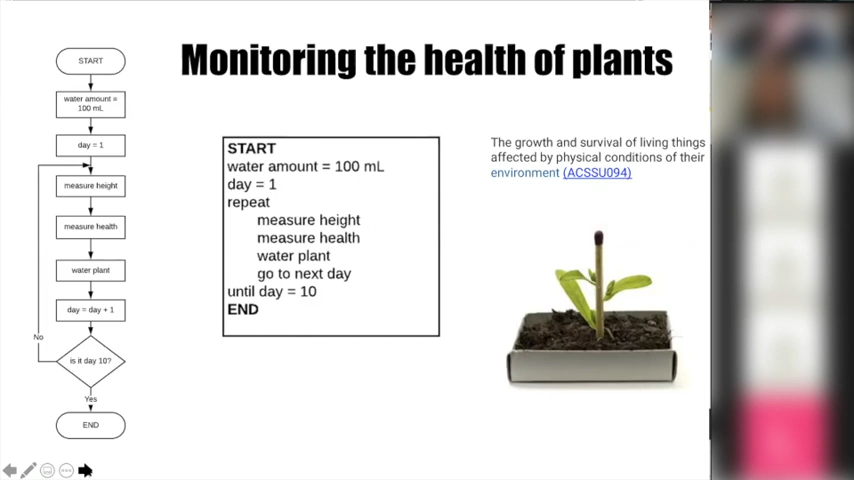 Monitoring the health of plants
START
water amount =
100 mL
day = 1
measure height
measure health
water plant
day = day + 1
is it day 10?
No
Yes
END
START
water amount = 100 mL
day = 1
repeat
measure height
measure health
water plant
go to next day
until day = 10
END
The growth and survival of living things
affected by physical conditions of their
environment (ACSSU094)